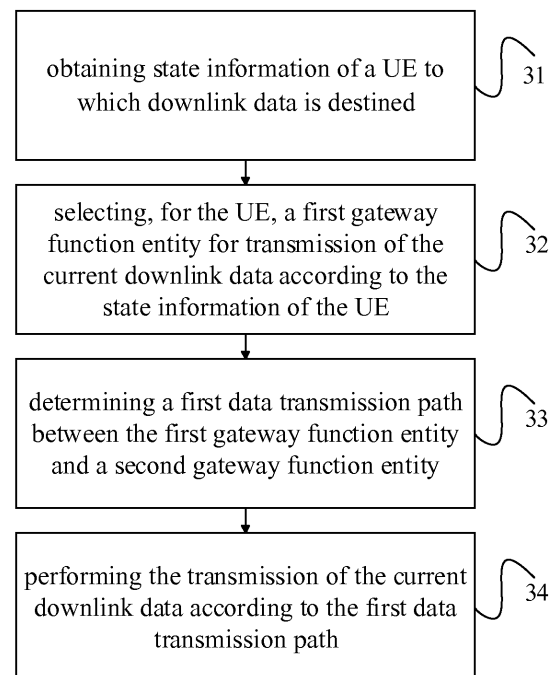 obtaining state information of a UE to
which downlink data is destined
31
selecting, for the UE, a first gateway
function entity for transmission of the
current downlink data according to the
state information of the UE
32
determining a first data transmission path
between the first gateway function entity
and a second gateway function entity
33
performing the transmission of the current
downlink data according to the first data
transmission path
34